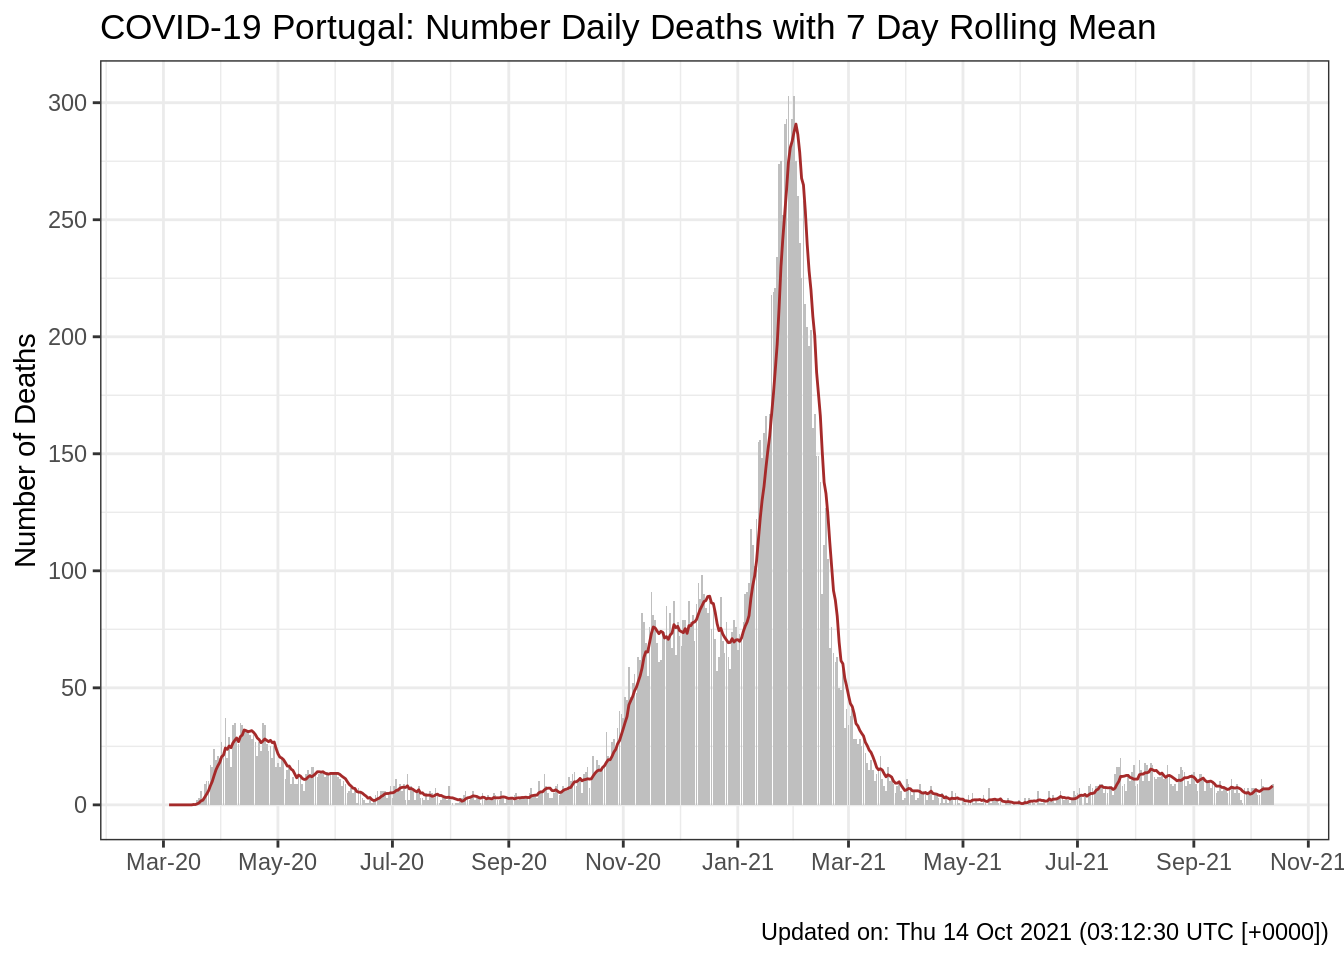 COVID-19 Portugal: Number Daily Deaths with 7 Day Rolling Mean
Number of Deaths
300
250
200
150
100
50
0
Mar-20 May-20 Jul-20 Sep-20 Nov-20 Jan-21 Mar-21 May-21 Jul-21 Sep-21 Nov-21
Updated on: Thu 14 Oct 2021 (03:12:30 UTC [+0000])